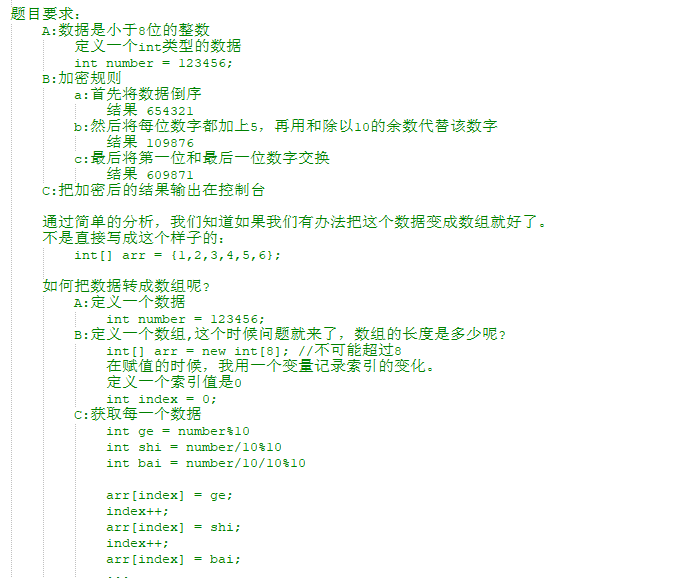 题目要求：
A:数据是小于8位的整数
定义一个int类型的数据
int number = 123456;
B:加密规则
a:首先将数据倒序
结果 654321
b:然后将每位数字都加上5，再用和除以10的余数代替该数字
结果 109876
c:最后将第一位和最后一位数字交换
结果 609871
C:把加密后的结果输出在控制台
通过简单的分析，我们知道如果我们有办法把这个数据变成数组就好了。
不是直接写成这个样子的：
int[] arr = {1,2,3,4,5,6};
如何把数据转成数组呢?
A:定义一个数据
int number = 123456;
B:定义一个数组,这个时候问题就来了，数组的长度是多少呢?
int[] arr = new int[8]; //不可能超过8
在赋值的时候，我用一个变量记录索引的变化。
定义一个索引值是0
int index = 0;
C:获取每一个数据
int ge = number%10
int shi = number/10%10
int bai = number/10/10%10
arr[index] = ge;
index++;
arr[index] = shi;
index++;
arr[index] = bai;
...